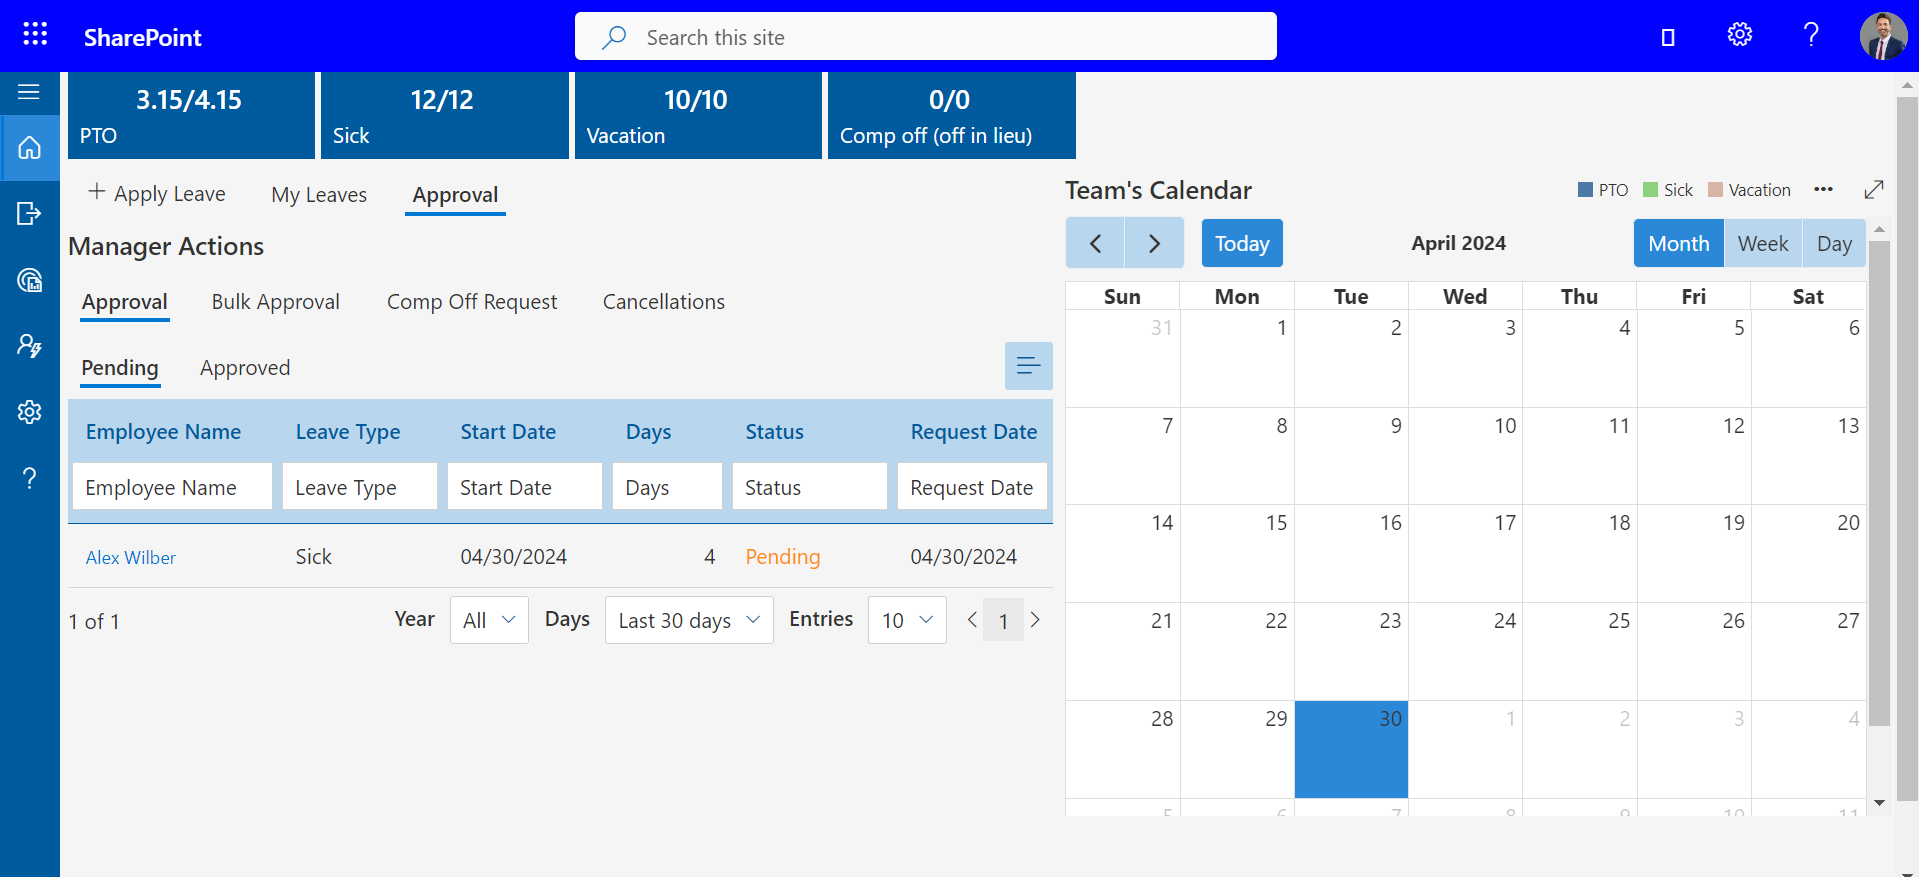 SharePoint
Search this site
3.15/4.15
PTO
12/12
Sick
10/10
Vacation
0/0
Comp off (off in lieu)
+ Apply Leave
My Leaves
Approval
Manager Actions
Approval
Bulk Approval
Comp Off Request
Cancellations
Pending
Approved
Employee Name Leave Type Start Date Days Status Request Date
Employee Name Leave Type Start Date Days Status Request Date
Alex Wilber Sick 04/30/2024 4 Pending 04/30/2024
1 of 1 Year All Days Last 30 days Entries 10 1
Team's Calendar
PTO Sick Vacation
Today April 2024 Month Week Day
Sun Mon Tue Wed Thu Fri Sat
31 1 2 3 4 5 6
7 8 9 10 11 12 13
14 15 16 17 18 19 20
21 22 23 24 25 26 27
28 29 30 1 2 3 4
5 6 7 8 9 10 11